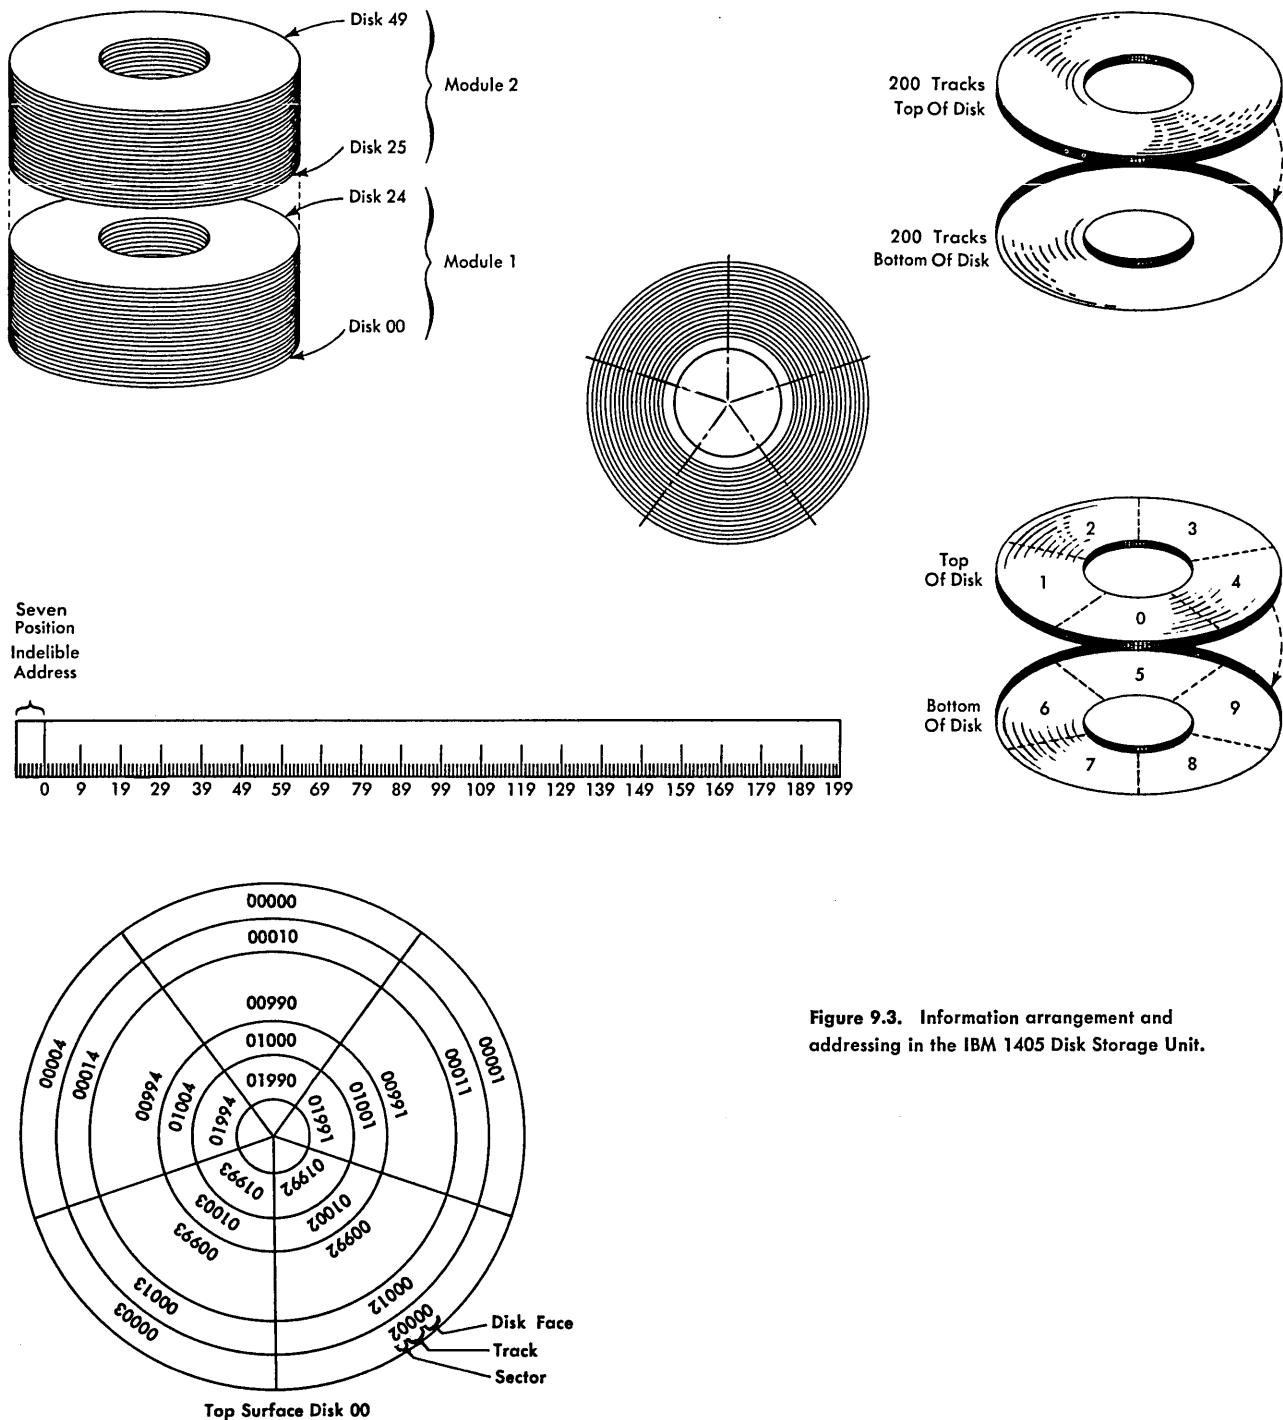 Disk 49
Module 2
Disk 25
Disk 24
Module 1
Disk 00
200 Tracks
Top Of Disk
200 Tracks
Bottom Of Disk
Top
Of Disk
2
3
1
4
0
Bottom
Of Disk
5
6
9
7
8
Seven
Position
Indelible
Address
0 9 19 29 39 49 59 69 79 89 99 109 119 129 139 149 159 169 179 189 199
00000
00010
00990
01000
01990
00004
00014
00994
01004
01994
01991
01001
00991
00011
00001
01993
01992
01003
01002
00993
00992
00013
00012
00003
00002
Disk Face
Track
Sector
Top Surface Disk 00
Figure 9.3. Information arrangement and
addressing in the IBM 1405 Disk Storage Unit.